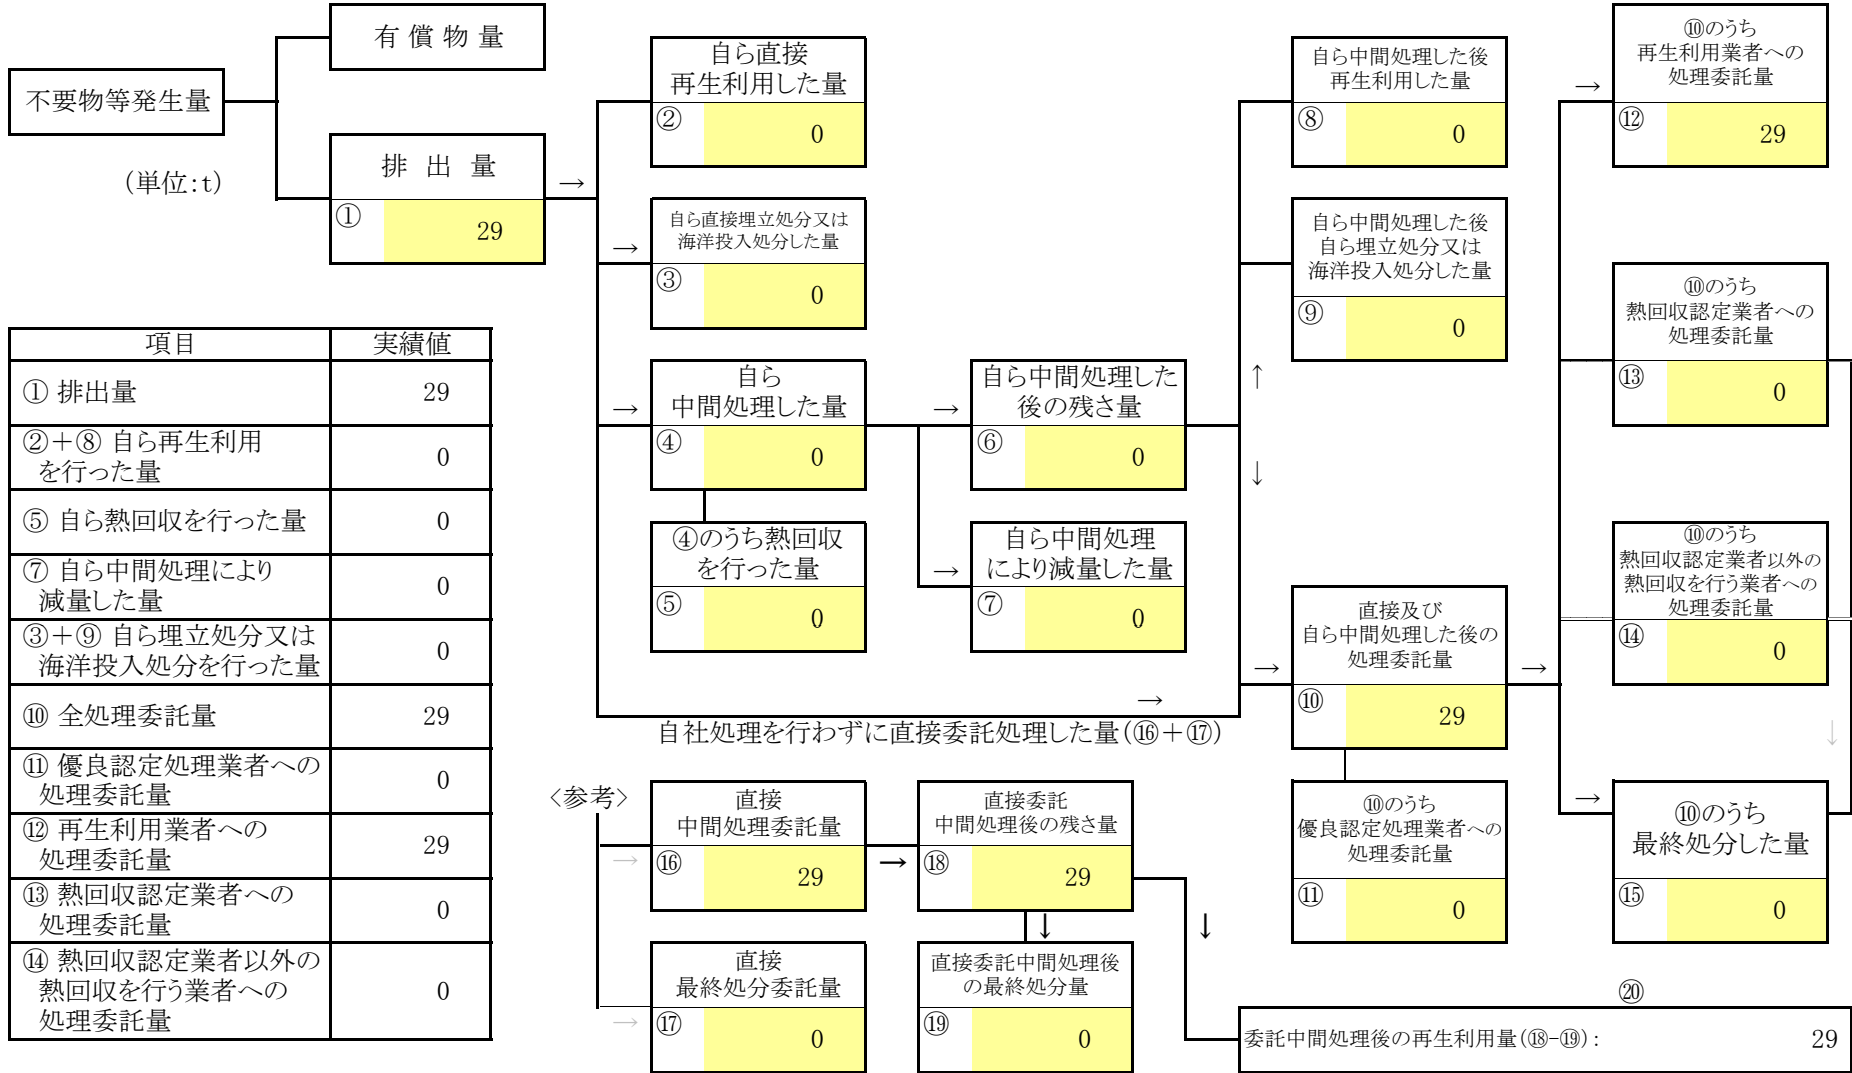 有 償 物 量
不要物等発生量
(単位:t)
排 出 量
①
29
→
自ら直接
再生利用した量
②
0
→
自ら直接埋立処分又は
海洋投入処分した量
③
0
→
自ら
中間処理した量
④
0
④のうち熱回収
を行った量
⑤
0
→
自ら中間処理した
後の残さ量
⑥
0
→
自ら中間処理
により減量した量
⑦
0
↑
↓
自ら中間処理した後
再生利用した量
⑧
0
自ら中間処理した後
自ら埋立処分又は
海洋投入処分した量
⑨
0
→
自社処理を行わずに直接委託処理した量(⑯+⑰)
→
直接及び
自ら中間処理した後の
処理委託量
⑩
29
⑩のうち
優良認定処理業者への
処理委託量
⑪
0
→
→
⑩のうち
再生利用業者への
処理委託量
⑫
29
⑩のうち
熱回収認定業者への
処理委託量
⑬
0
⑩のうち
熱回収認定業者以外の
熱回収を行う業者への
処理委託量
⑭
0
↓
→
⑩のうち
最終処分した量
⑮
0
項目 実績値
① 排出量 29
②+⑧ 自ら再生利用
を行った量 0
⑤ 自ら熱回収を行った量 0
⑦ 自ら中間処理により
減量した量 0
③+⑨ 自ら埋立処分又は
海洋投入処分を行った量 0
⑩ 全処理委託量 29
⑪ 優良認定処理業者への
処理委託量 0
⑫ 再生利用業者への
処理委託量 29
⑬ 熱回収認定業者への
処理委託量 0
⑭ 熱回収認定業者以外の
熱回収を行う業者への
処理委託量 0
〈参考〉
→
直接
中間処理委託量
⑯
29
→
直接委託
中間処理後の残さ量
⑱
29
↓
↓
→
直接
最終処分委託量
⑰
0
直接委託中間処理後
の最終処分量
⑲
0
⑳
委託中間処理後の再生利用量(⑱-⑲): 29